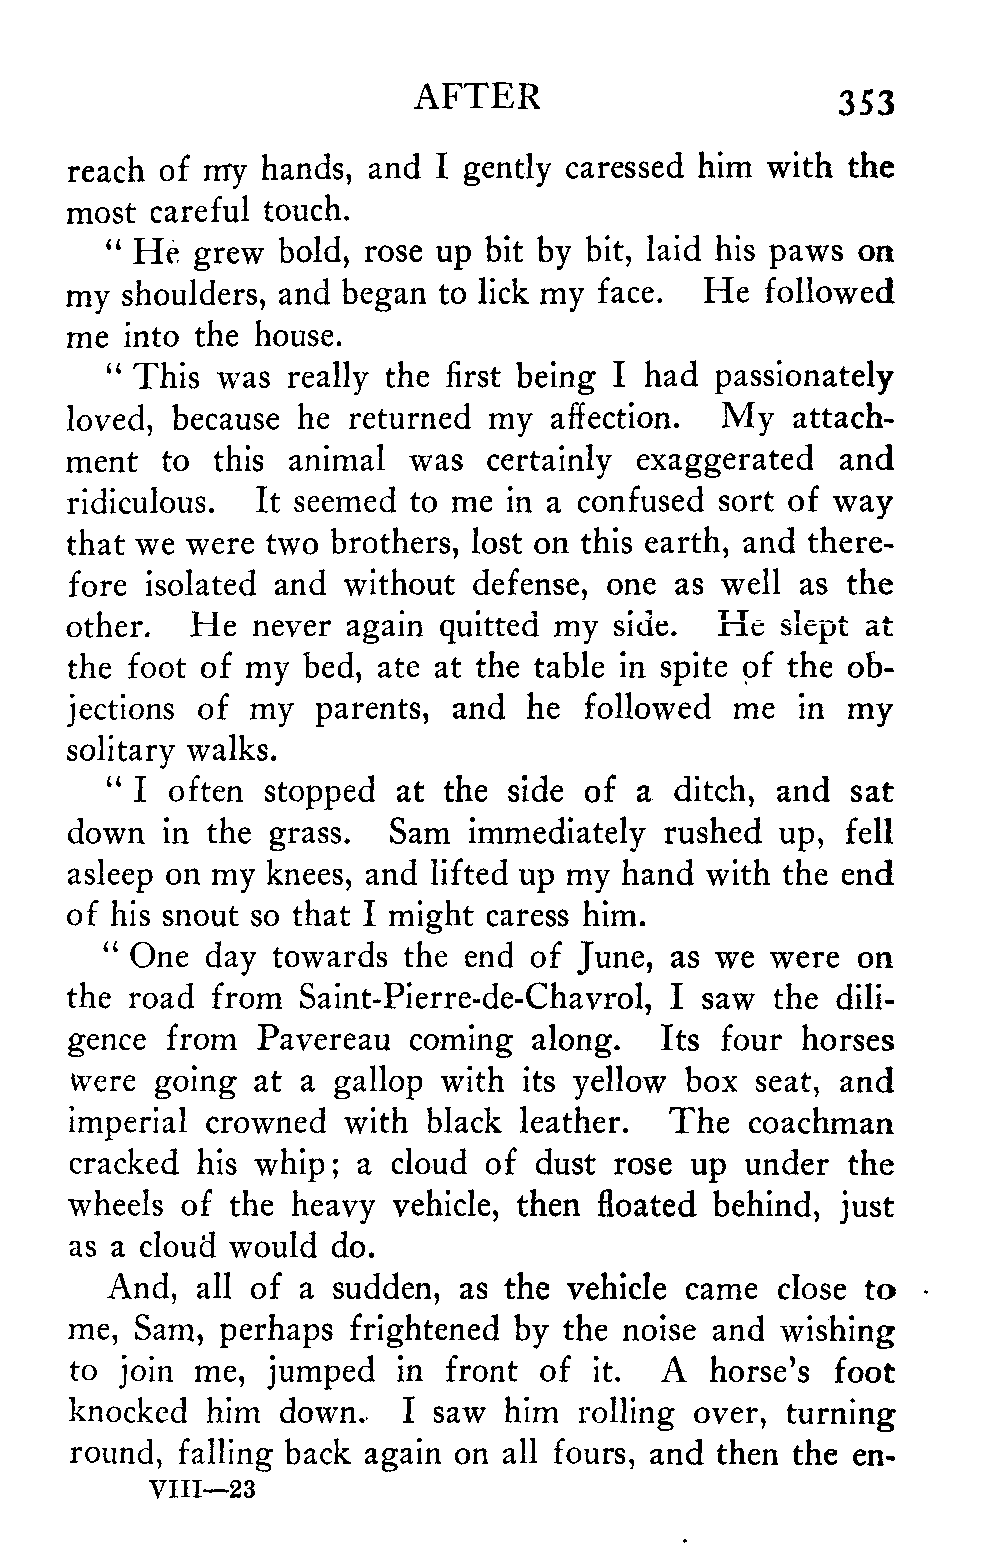 AFTER 353
reach of my hands, and I gently caressed him with the
most careful touch.
" He grew bold, rose up bit by bit, laid his paws on
my shoulders, and began to lick my face. He followed
me into the house.
" This was really the first being I had passionately
loved, because he returned my affection. My attach-
ment to this animal was certainly exaggerated and
ridiculous. It seemed to me in a confused sort of way
that we were two brothers, lost on this earth, and there-
fore isolated and without defense, one as well as the
other. He never again quitted my side. He slept at
the foot of my bed, ate at the table in spite of the ob-
jections of my parents, and he followed me in my
solitary walks.
" I often stopped at the side of a ditch, and sat
down in the grass. Sam immediately rushed up, fell
asleep on my knees, and lifted up my hand with the end
of his snout so that I might caress him.
" One day towards the end of June, as we were on
the road from Saint-Pierre-de-Chavrol, I saw the dili-
gence from Pavereau coming along. Its four horses
were going at a gallop with its yellow box seat, and
imperial crowned with black leather. The coachman
cracked his whip; a cloud of dust rose up under the
wheels of the heavy vehicle, then floated behind, just
as a cloud would do.
And, all of a sudden, as the vehicle came close to
me, Sam, perhaps frightened by the noise and wishing
to join me, jumped in front of it. A horse's foot
knocked him down. I saw him rolling over, turning
round, falling back again on all fours, and then the en-
VIII—23